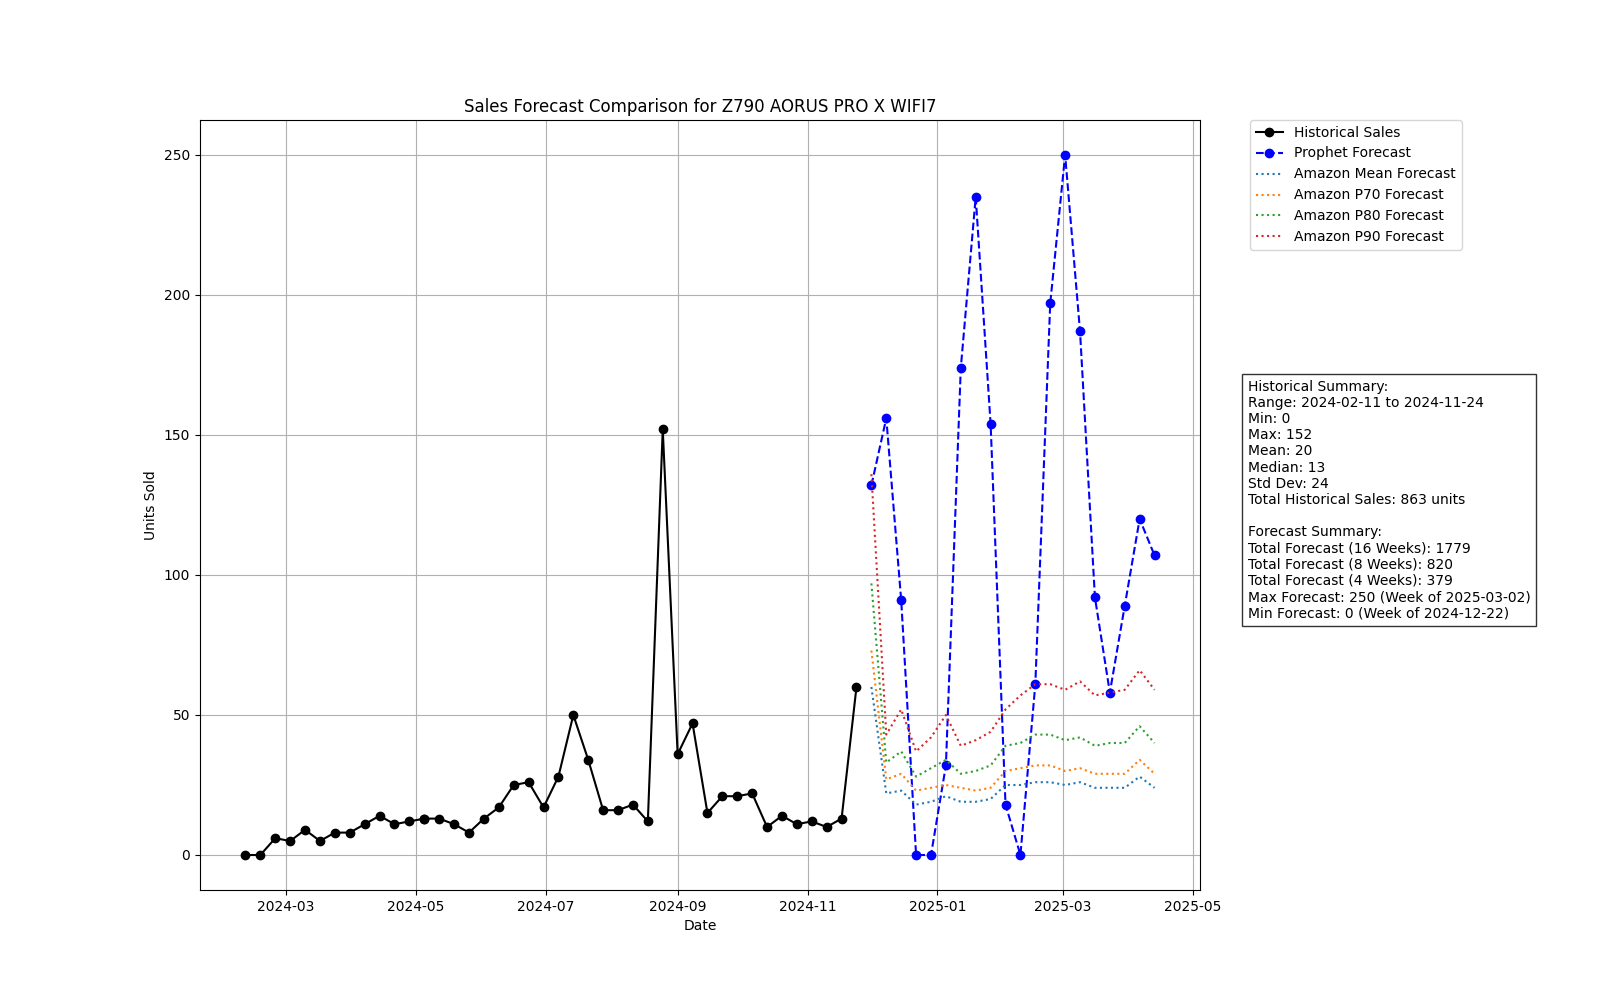 Sales Forecast Comparison for Z790 AORUS PRO X WIFI7
250
200
150
100
50
0
Units Sold
2024-03
2024-05
2024-07
2024-09
2024-11
2025-01
2025-03
2025-05
Date
Historical Sales
Prophet Forecast
Amazon Mean Forecast
Amazon P70 Forecast
Amazon P80 Forecast
Amazon P90 Forecast
Historical Summary:
Range: 2024-02-11 to 2024-11-24
Min: 0
Max: 152
Mean: 20
Median: 13
Std Dev: 24
Total Historical Sales: 863 units
Forecast Summary:
Total Forecast (16 Weeks): 1779
Total Forecast (8 Weeks): 820
Total Forecast (4 Weeks): 379
Max Forecast: 250 (Week of 2025-03-02)
Min Forecast: 0 (Week of 2024-12-22)